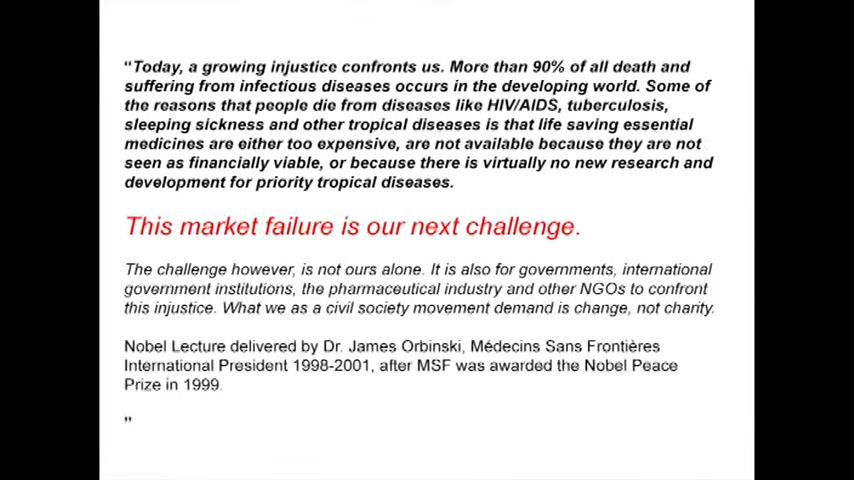 “Today, a growing injustice confronts us. More than 90% of all death and
suffering from infectious diseases occurs in the developing world. Some of
the reasons that people die from diseases like HIV/AIDS, tuberculosis,
sleeping sickness and other tropical diseases is that life saving essential
medicines are either too expensive, are not available because they are not
seen as financially viable, or because there is virtually no new research and
development for priority tropical diseases.
This market failure is our next challenge.
The challenge however, is not ours alone. It is also for governments, international
government institutions, the pharmaceutical industry and other NGOs to confront
this injustice. What we as a civil society movement demand is change, not charity.
Nobel Lecture delivered by Dr. James Orbinski, Médecins Sans Frontières
International President 1998-2001, after MSF was awarded the Nobel Peace
Prize in 1999.
”